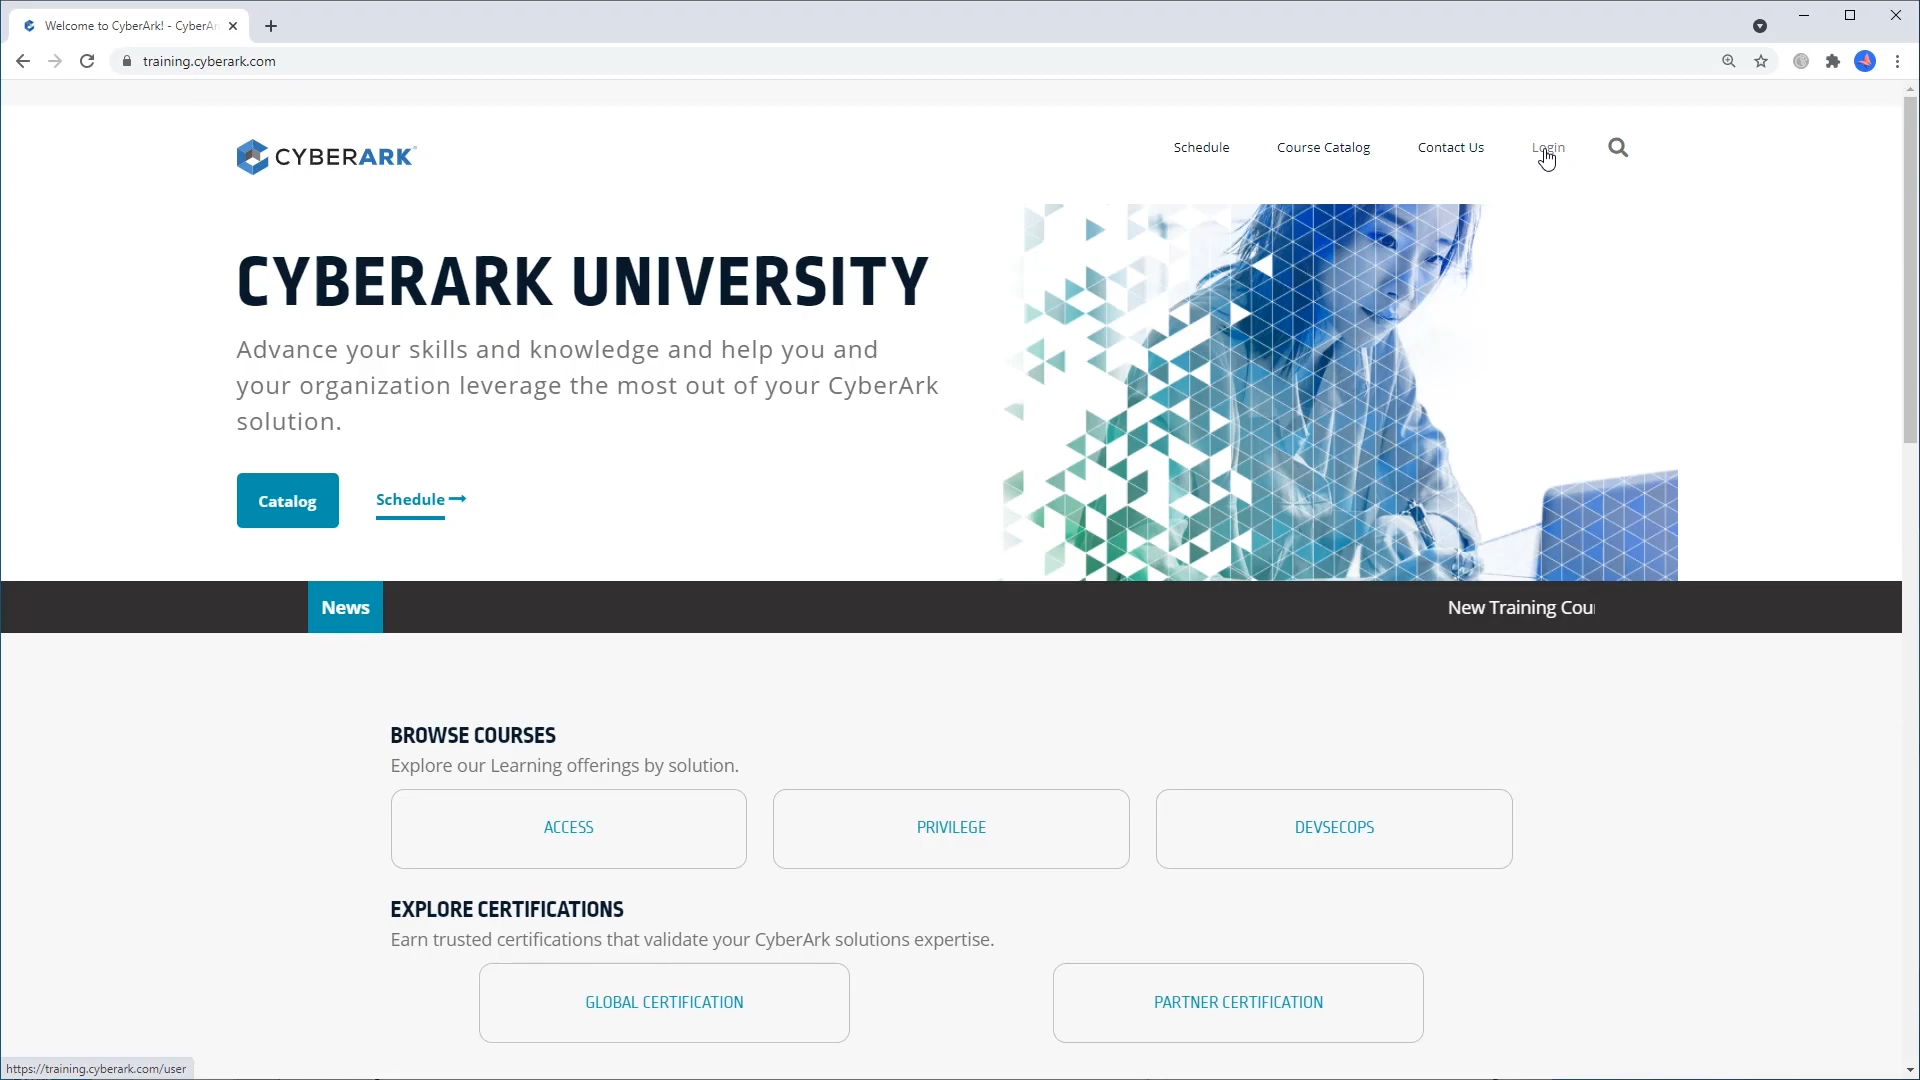 Welcome to CyberArk! - CyberAr
training.cyberark.com
CYBERARK
Schedule
Course Catalog
Contact Us
Login
CYBERARK UNIVERSITY
Advance your skills and knowledge and help you and
your organization leverage the most out of your CyberArk
solution.
Catalog
Schedule
News
New Training Cou
BROWSE COURSES
Explore our Learning offerings by solution.
ACCESS
PRIVILEGE
DEVSECOPS
EXPLORE CERTIFICATIONS
Earn trusted certifications that validate your CyberArk solutions expertise.
GLOBAL CERTIFICATION
PARTNER CERTIFICATION
https://training.cyberark.com/user